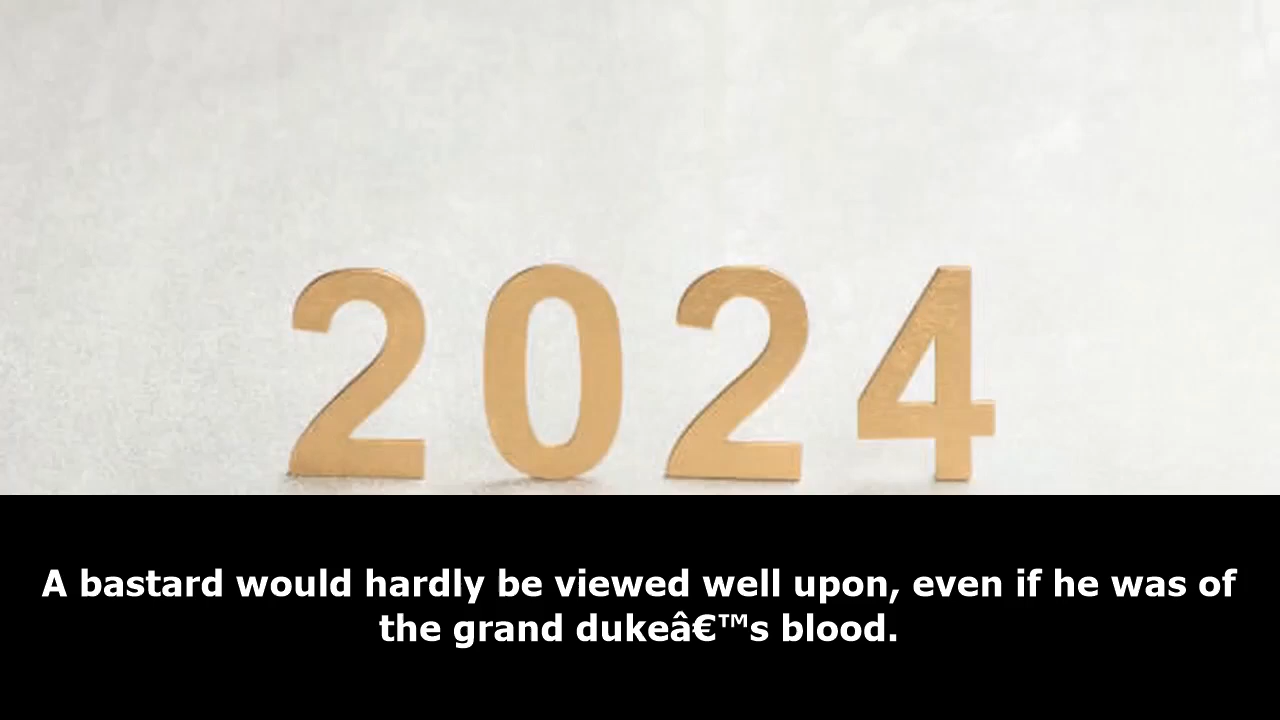 2024
A bastard would hardly be viewed well upon, even if he was of
the grand dukeâ€™s blood.